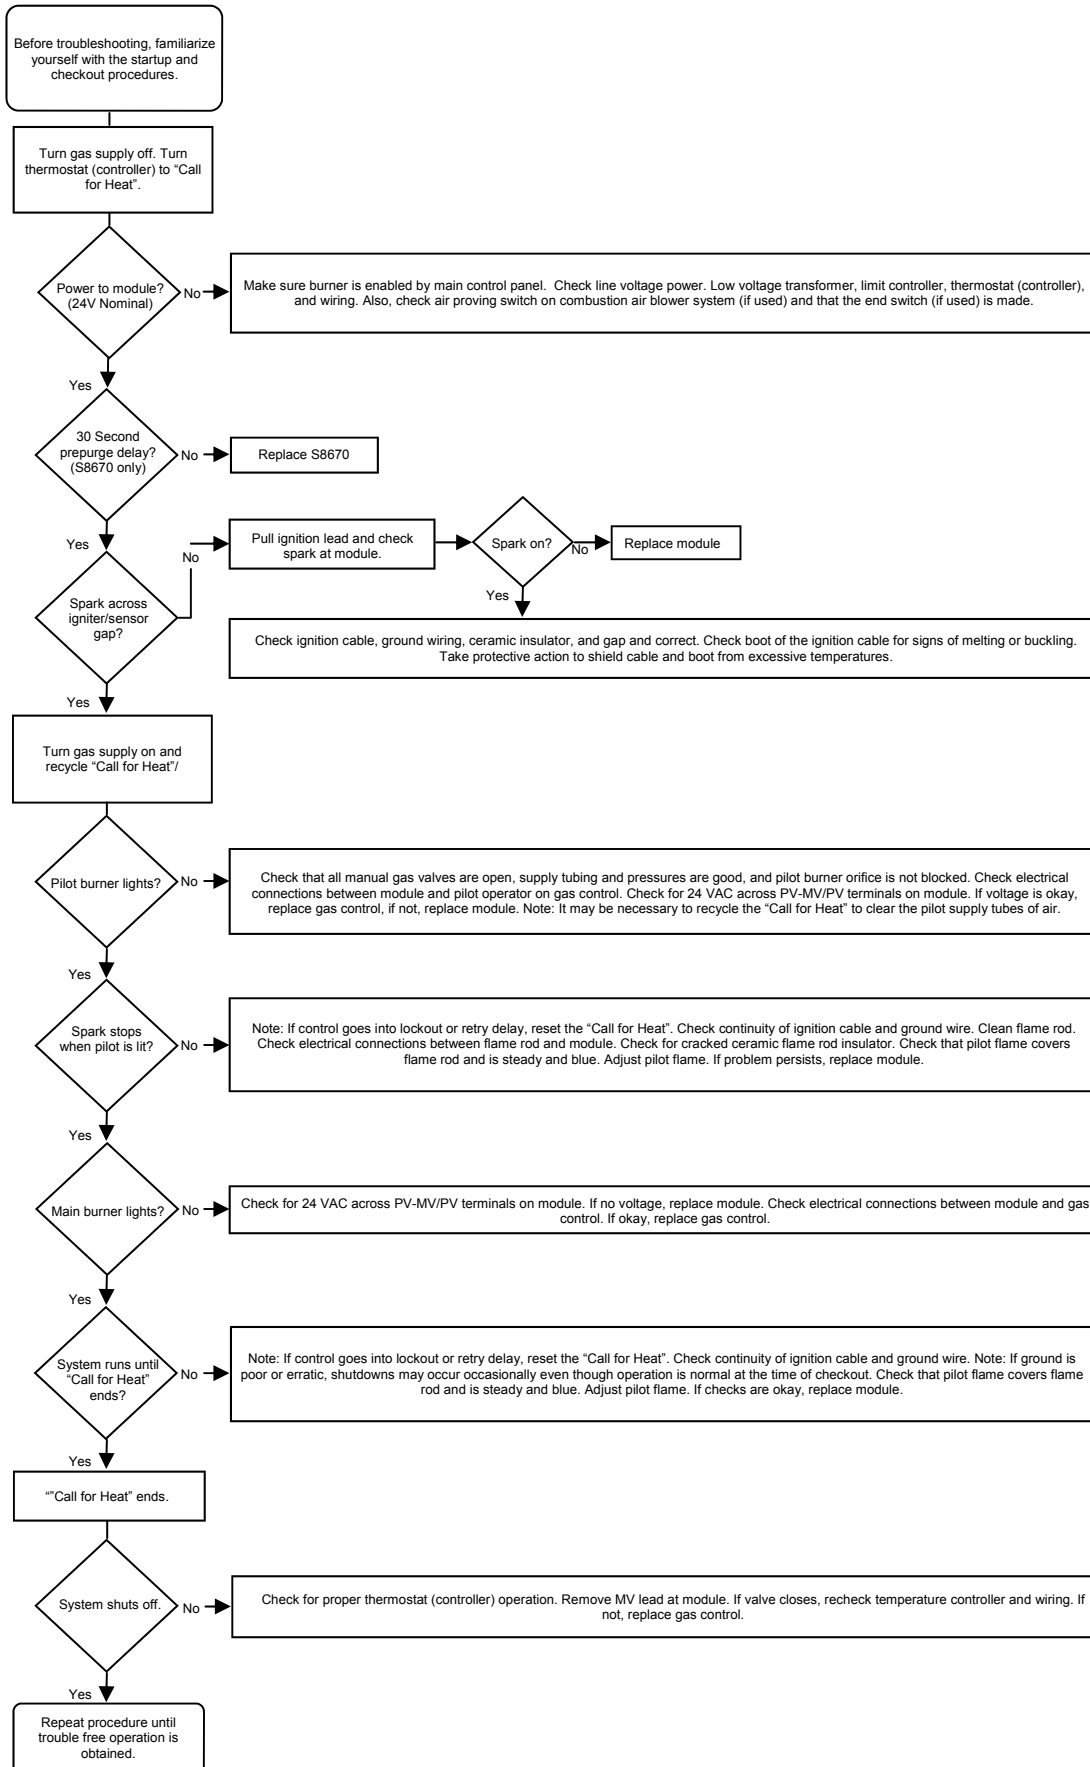 Before troubleshooting, familiarize
yourself with the startup and
checkout procedures.
Turn gas supply off. Turn
thermostat (controller) to “Call
for Heat”.
Power to module?
(24V Nominal)
No
Make sure burner is enabled by main control panel.  Check line voltage power. Low voltage transformer, limit controller, thermostat (controller),
and wiring. Also, check air proving switch on combustion air blower system (if used) and that the end switch (if used) is made.
Yes
30 Second
prepurge delay?
(S8670 only)
No
Replace S8670
Yes
Spark across
igniter/sensor
gap?
No
Pull ignition lead and check
spark at module.
Spark on?
No
Replace module
Yes
Check ignition cable, ground wiring, ceramic insulator, and gap and correct. Check boot of the ignition cable for signs of melting or buckling.
Take protective action to shield cable and boot from excessive temperatures.
Yes
Turn gas supply on and
recycle “Call for Heat”/
Pilot burner lights?
No
Check that all manual gas valves are open, supply tubing and pressures are good, and pilot burner orifice is not blocked. Check electrical
connections between module and pilot operator on gas control. Check for 24 VAC across PV-MV/PV terminals on module. If voltage is okay,
replace gas control, if not, replace module. Note: It may be necessary to recycle the “Call for Heat” to clear the pilot supply tubes of air.
Yes
Spark stops
when pilot is lit?
No
Note: If control goes into lockout or retry delay, reset the “Call for Heat”. Check continuity of ignition cable and ground wire. Clean flame rod.
Check electrical connections between flame rod and module. Check for cracked ceramic flame rod insulator. Check that pilot flame covers
flame rod and is steady and blue. Adjust pilot flame. If problem persists, replace module.
Yes
Main burner lights?
No
Check for 24 VAC across PV-MV/PV terminals on module. If no voltage, replace module. Check electrical connections between module and gas
control. If okay, replace gas control.
Yes
System runs until
“Call for Heat”
ends?
No
Note: If control goes into lockout or retry delay, reset the “Call for Heat”. Check continuity of ignition cable and ground wire. Note: If ground is
poor or erratic, shutdowns may occur occasionally even though operation is normal at the time of checkout. Check that pilot flame covers flame
rod and is steady and blue. Adjust pilot flame. If checks are okay, replace module.
Yes
“”Call for Heat” ends.
System shuts off.
No
Check for proper thermostat (controller) operation. Remove MV lead at module. If valve closes, recheck temperature controller and wiring. If
not, replace gas control.
Yes
Repeat procedure until
trouble free operation is
obtained.